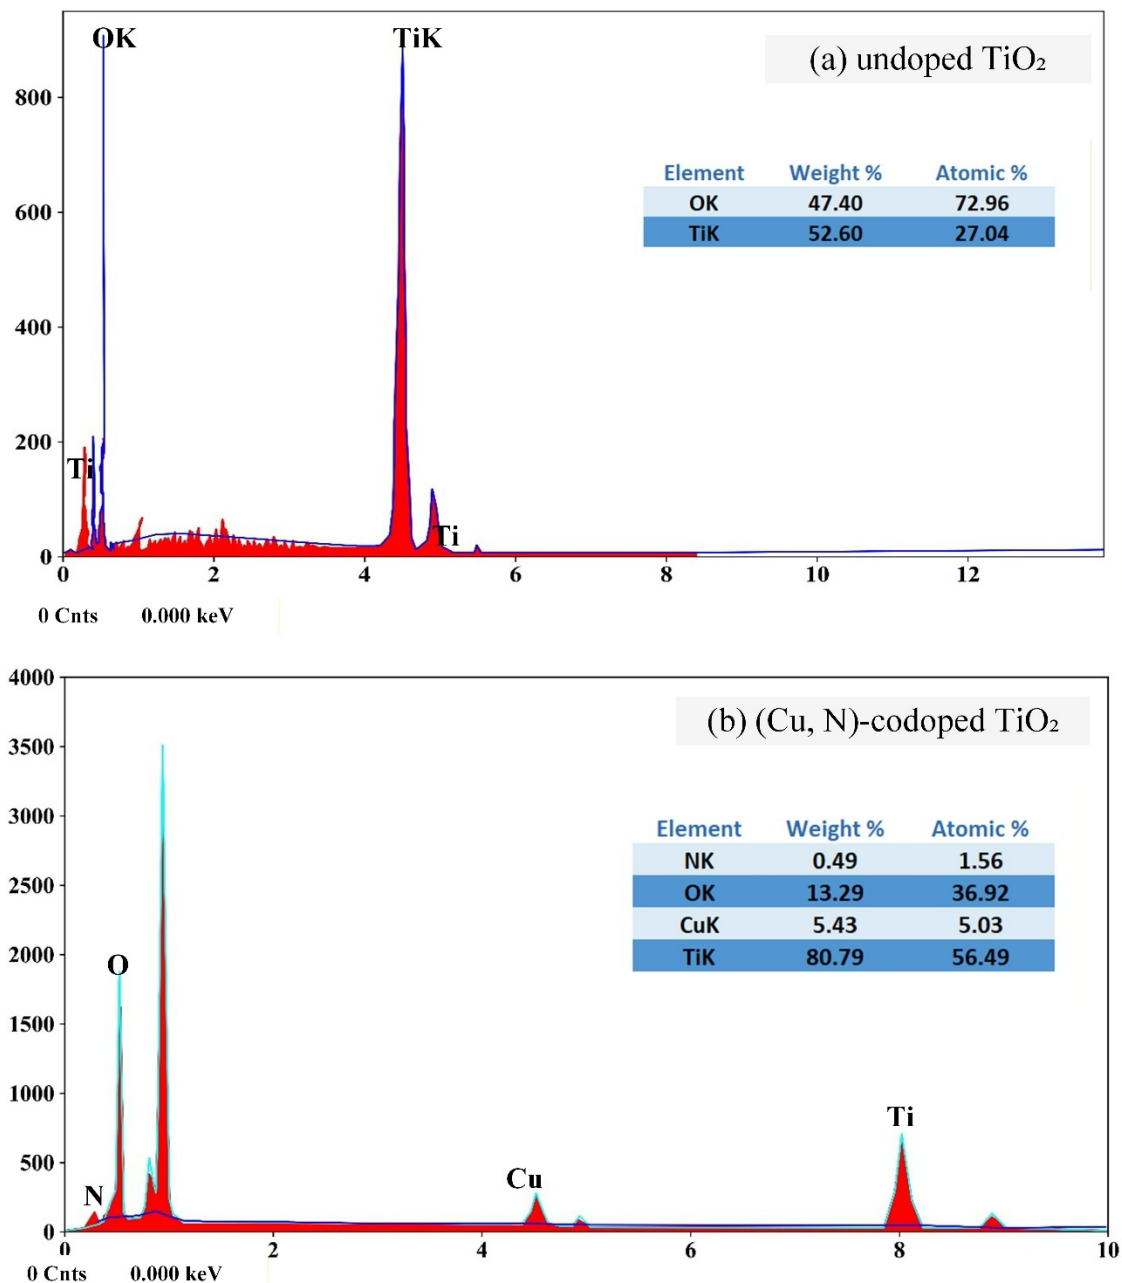 OK TiK
(a) undoped TiO₂
800
600
400
200
0
Element Weight % Atomic %
OK 47.40 72.96
TiK 52.60 27.04
Ti
Ti
0 2 4 6 8 10 12
0 Cnts 0.000 keV
4000
3500
3000
2500
2000
1500
1000
500
0
(b) (Cu, N)-codoped TiO₂
Element Weight % Atomic %
NK 0.49 1.56
OK 13.29 36.92
CuK 5.43 5.03
TiK 80.79 56.49
O
N
Cu
Ti
0 2 4 6 8 10
0 Cnts 0.000 keV